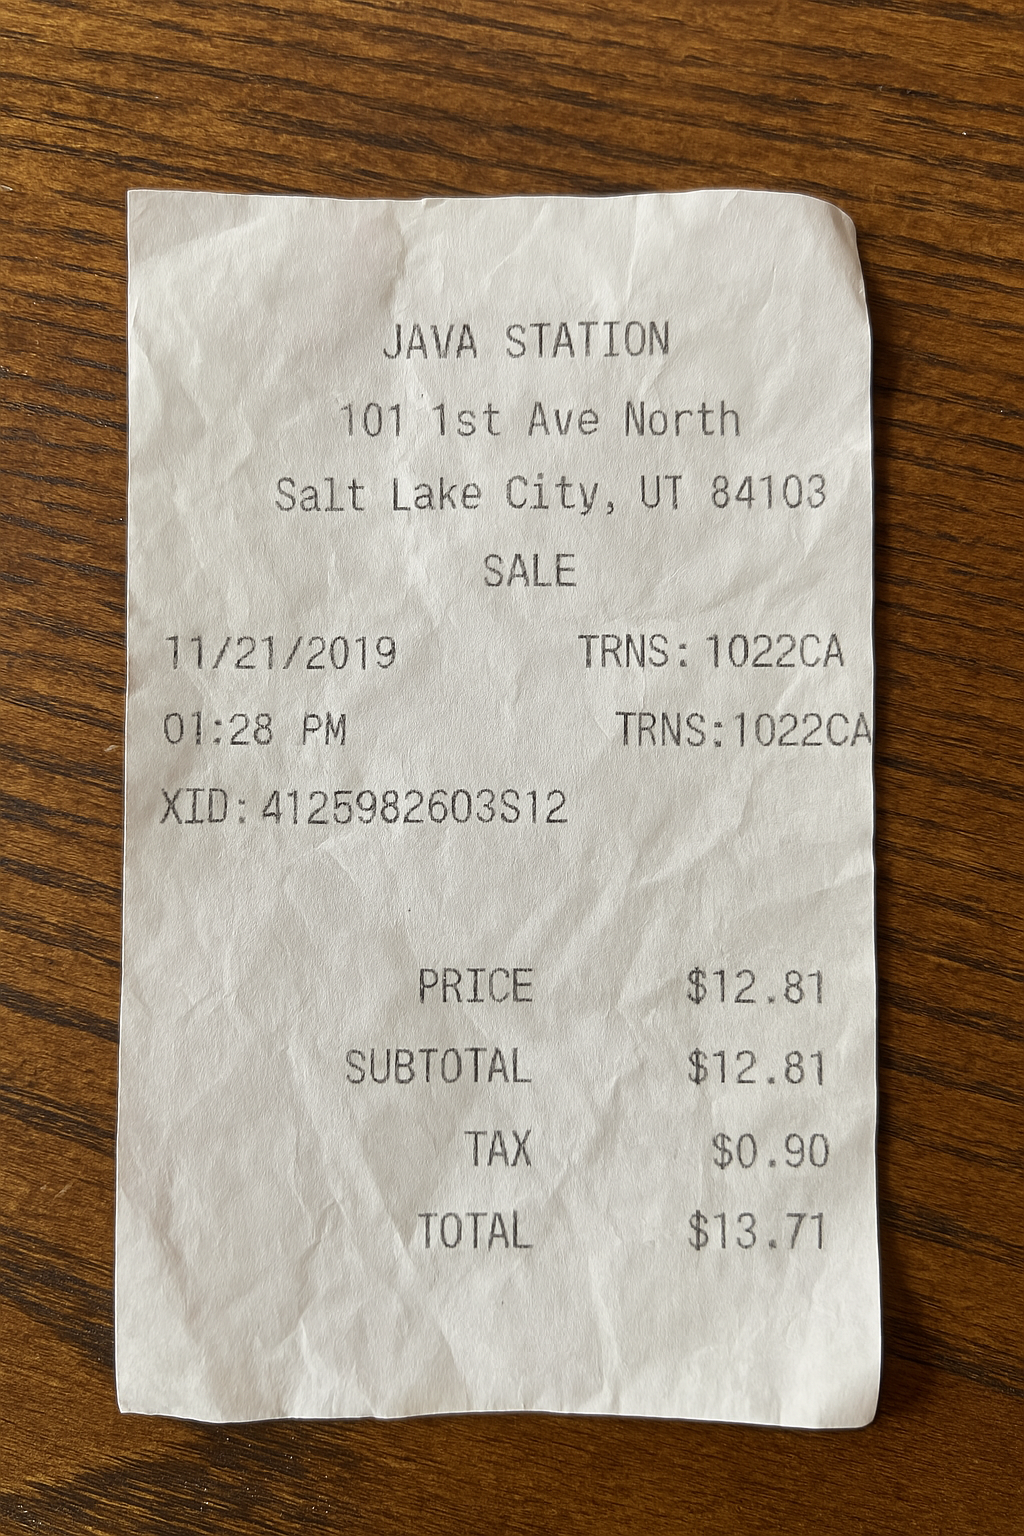 JAVA STATION
101 1st Ave North
Salt Lake City, UT 84103
SALE
11/21/2019 TRNS: 1022CA
01:28 PM TRNS:1022CA
XID: 4125982603S12
PRICE $12.81
SUBTOTAL $12.81
TAX $0.90
TOTAL $13.71